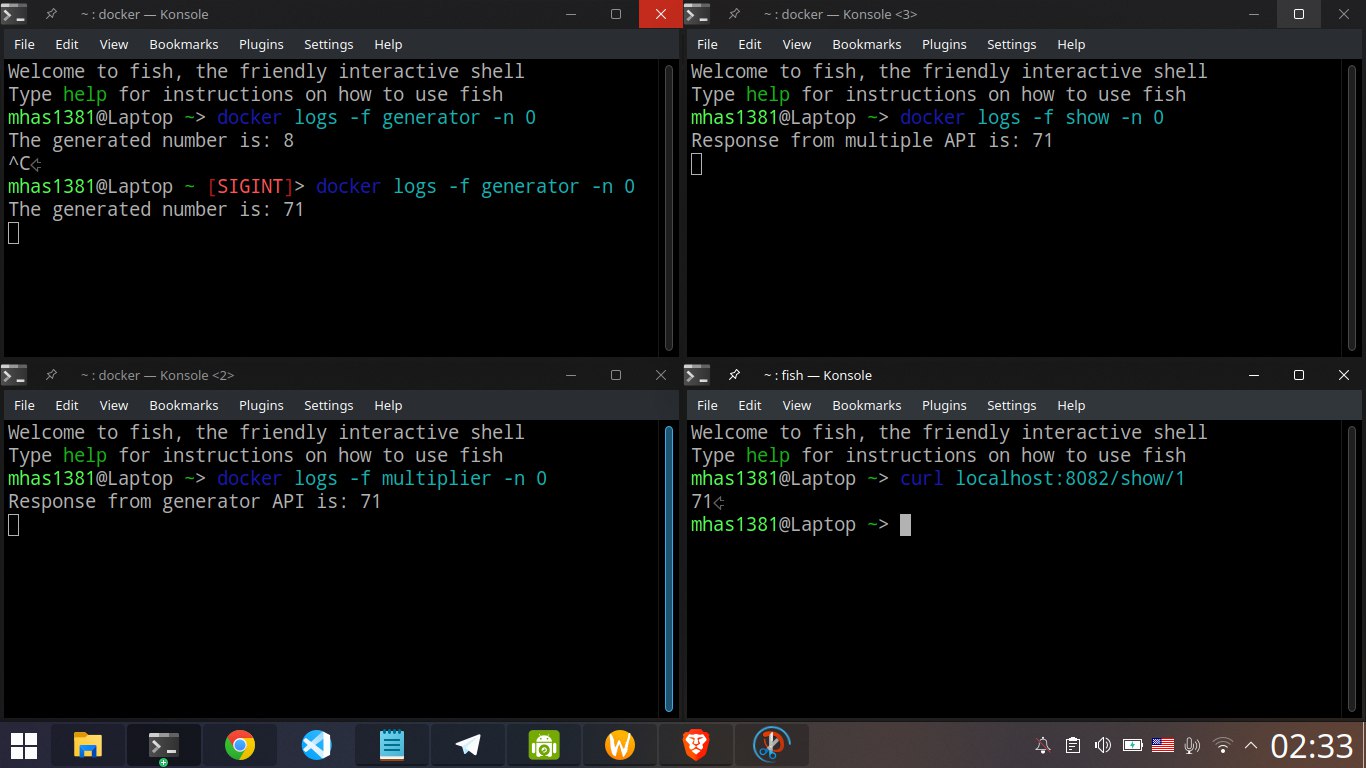 ~ : docker — Konsole
File Edit View Bookmarks Plugins Settings Help
Welcome to fish, the friendly interactive shell
Type help for instructions on how to use fish
mhas1381@Laptop ~> docker logs -f generator -n 0
The generated number is: 8
^C⏎
mhas1381@Laptop ~ [SIGINT]> docker logs -f generator -n 0
The generated number is: 71
~ : docker — Konsole <3>
File Edit View Bookmarks Plugins Settings Help
Welcome to fish, the friendly interactive shell
Type help for instructions on how to use fish
mhas1381@Laptop ~> docker logs -f show -n 0
Response from multiple API is: 71
~ : docker — Konsole <2>
File Edit View Bookmarks Plugins Settings Help
Welcome to fish, the friendly interactive shell
Type help for instructions on how to use fish
mhas1381@Laptop ~> docker logs -f multiplier -n 0
Response from generator API is: 71
~ : fish — Konsole
File Edit View Bookmarks Plugins Settings Help
Welcome to fish, the friendly interactive shell
Type help for instructions on how to use fish
mhas1381@Laptop ~> curl localhost:8082/show/1
71⏎
mhas1381@Laptop ~>
02:33